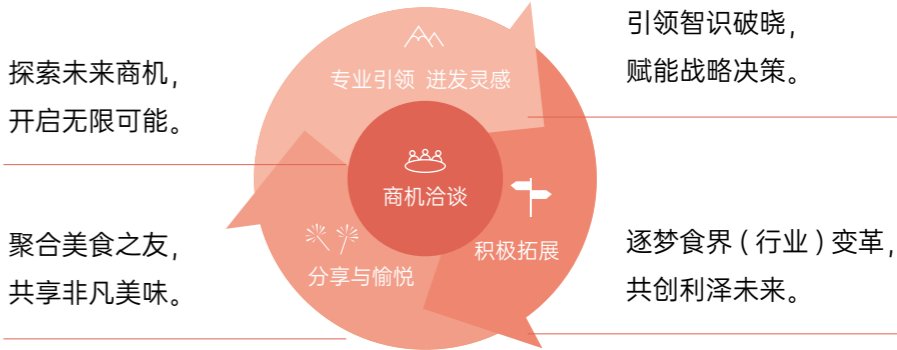 探索未来商机，
开启无限可能。
聚合美食之友，
共享非凡美味。
专业引领 迸发灵感
商机洽谈
积极拓展
分享与愉悦
引领智识破晓，
赋能战略决策。
逐梦食界（行业）变革，
共创利泽未来。